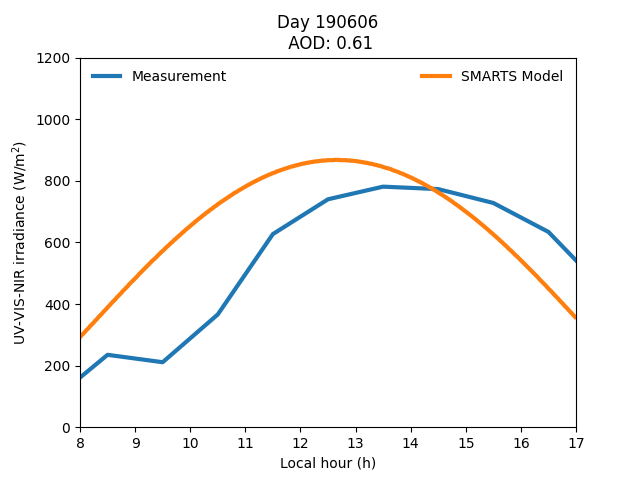 Day 190606
AOD: 0.61
Measurement
SMARTS Model
UV-VIS-NIR irradiance (W/m²)
1200
1000
800
600
400
200
0
8 9 10 11 12 13 14 15 16 17
Local hour (h)